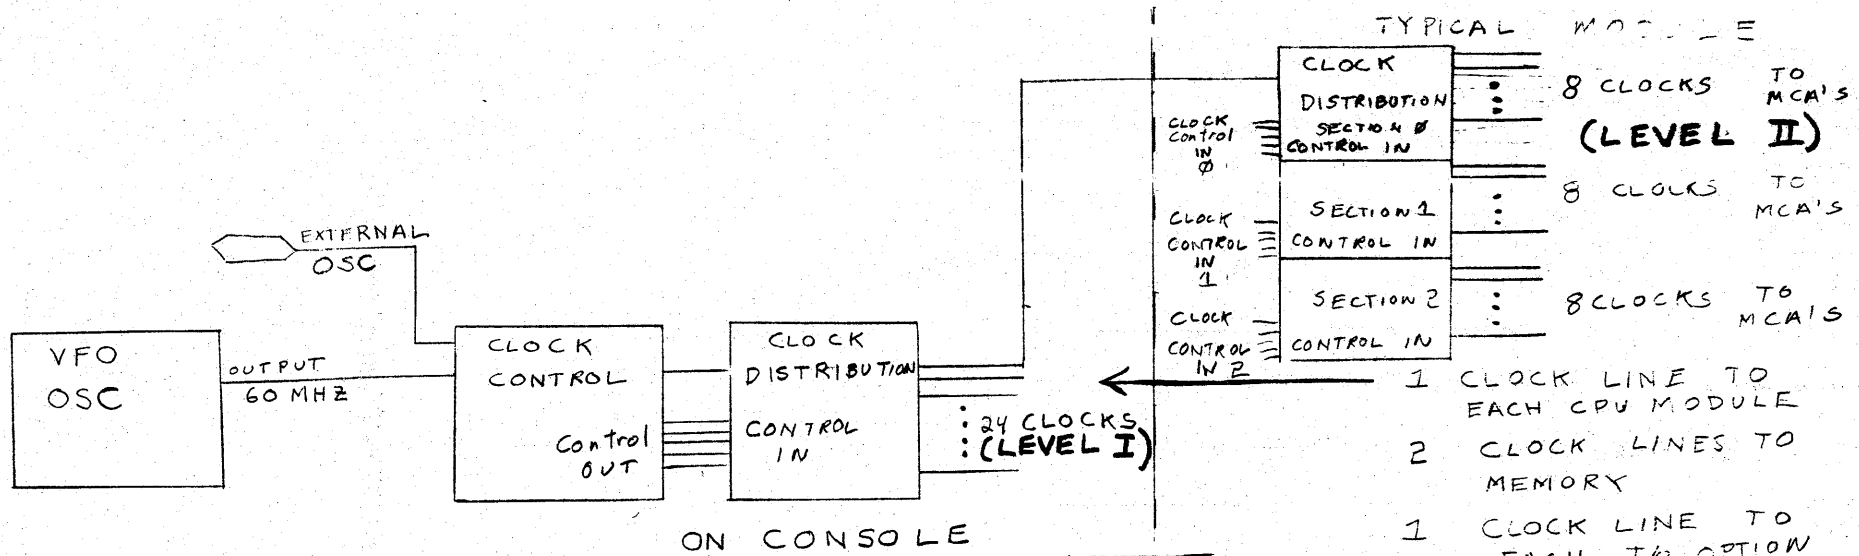 TYPICAL
CLOCK
DISTRIBUTION
SECTION Ø
CONTROL IN
CLOCK
Control
IN
Ø
8 CLOCKS TO
MCA'S
(LEVEL II)
SECTION 1
CONTROL IN
CLOCK
CONTROL
IN
1
8 CLOCKS TO
MCA'S
SECTION 2
CONTROL IN
CLOCK
CONTROL
IN 2
8 CLOCKS TO
MCA'S
EXTERNAL
OSC
VFO
OSC
OUTPUT
60 MHZ
CLOCK
CONTROL
Control
OUT
CLOCK
DISTRIBUTION
CONTROL
IN
24 CLOCKS
(LEVEL I)
1 CLOCK LINE TO
EACH CPU MODULE
2 CLOCK LINES TO
MEMORY
1 CLOCK LINE TO
EACH I/O OPTION
ON CONSOLE